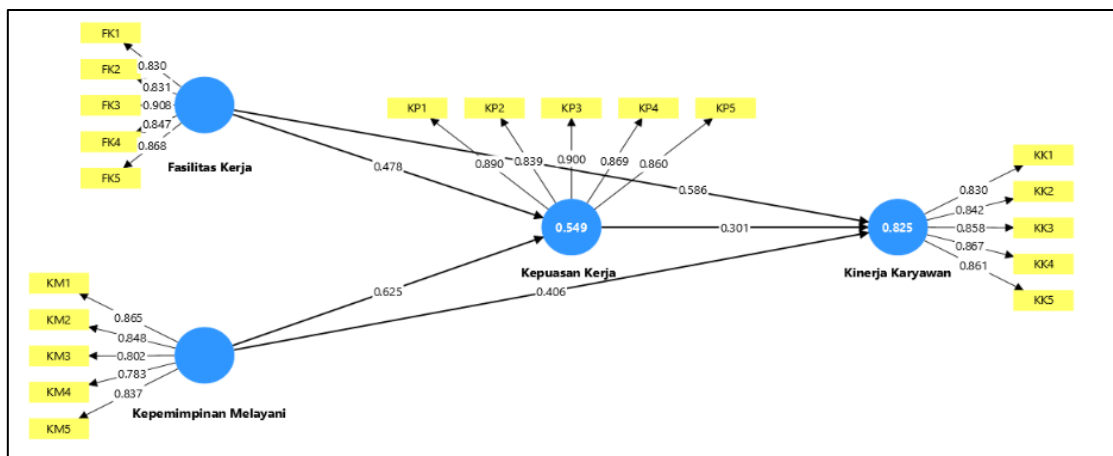 FK1
0.830
FK2
0.831
FK3
0.908
FK4
0.847
FK5
0.868
Fasilitas Kerja
KP1
KP2
KP3
KP4
KP5
0.890
0.839
0.900
0.869
0.860
0.478
0.586
0.549
Kepuasan Kerja
0.301
0.625
0.406
0.825
Kinerja Karyawan
KK1
0.830
KK2
0.842
KK3
0.858
KK4
0.867
KK5
0.861
KM1
0.865
KM2
0.848
KM3
0.802
KM4
0.783
KM5
0.837
Kepemimpinan Melayani